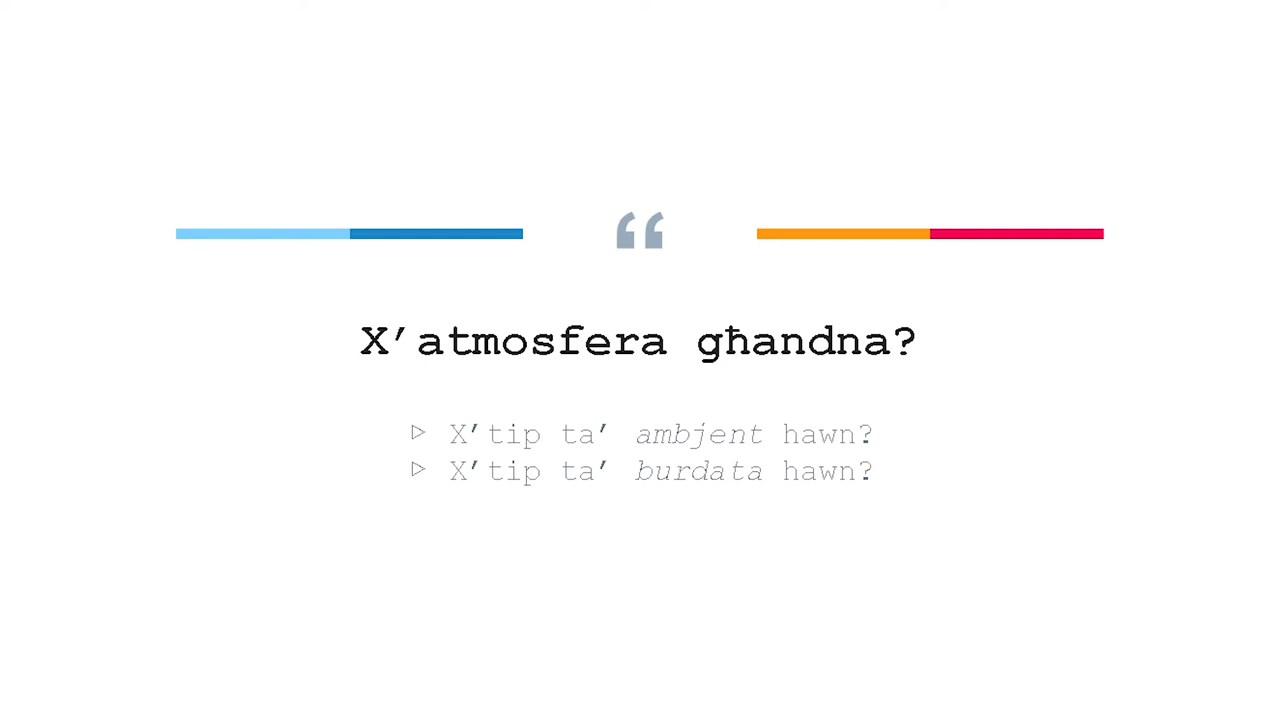 “
X’atmosfera għandna?
▷ X’tip ta’ ambjent hawn?
▷ X’tip ta’ burdata hawn?